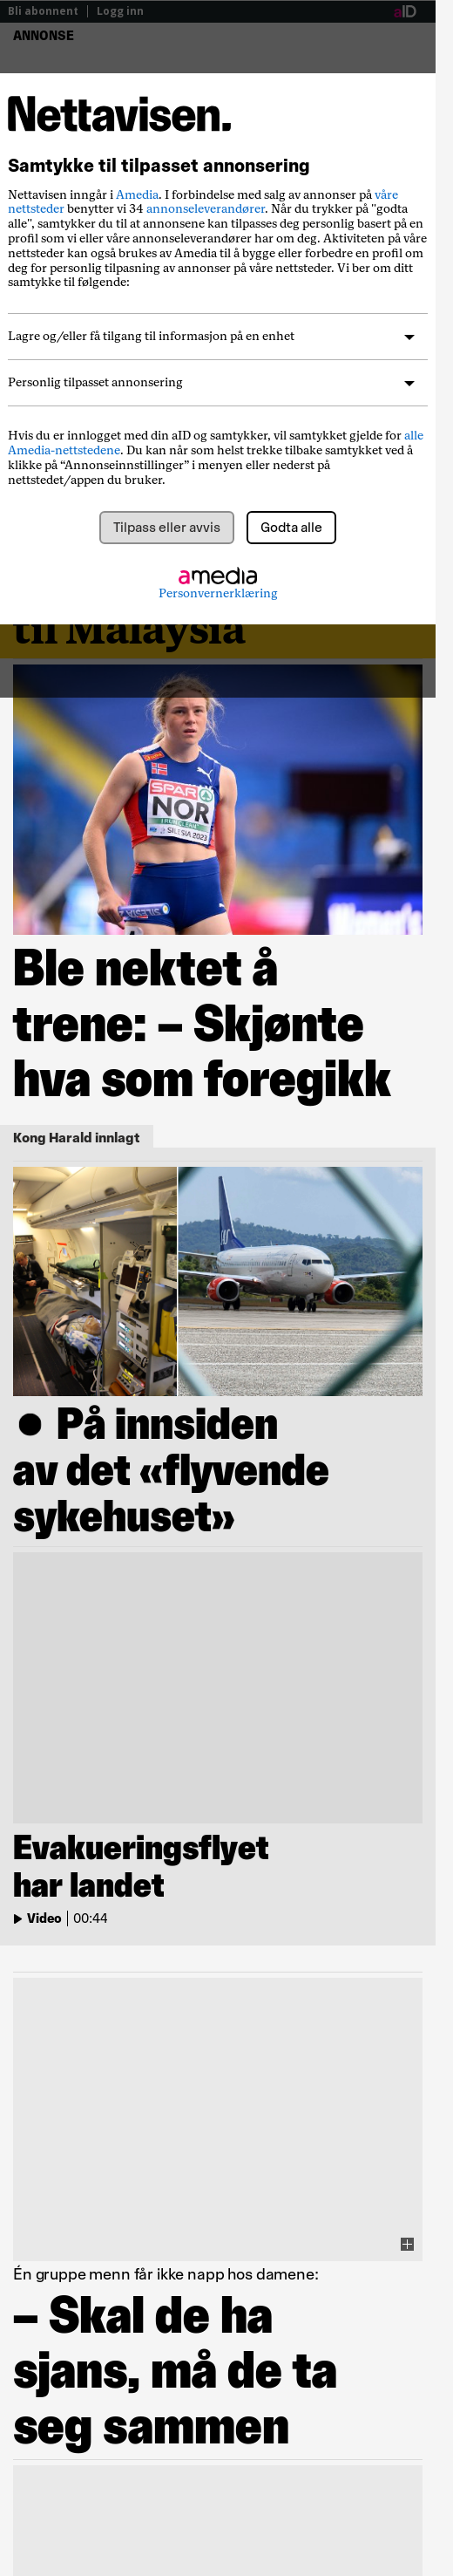 Bli abonnent | Logg inn
aID
ANNONSE
Nettavisen.
Samtykke til tilpasset annonsering
Nettavisen inngår i Amedia. I forbindelse med salg av annonser på våre
nettsteder benytter vi 34 annonseleverandører. Når du trykker på "godta
alle", samtykker du til at annonsene kan tilpasses deg personlig basert på en
profil som vi eller våre annonseleverandører har om deg. Aktiviteten på våre
nettsteder kan også brukes av Amedia til å bygge eller forbedre en profil om
deg for personlig tilpasning av annonser på våre nettsteder. Vi ber om ditt
samtykke til følgende:
Lagre og/eller få tilgang til informasjon på en enhet
Personlig tilpasset annonsering
Hvis du er innlogget med din aID og samtykker, vil samtykket gjelde for alle
Amedia-nettstedene. Du kan når som helst trekke tilbake samtykket ved å
klikke på “Annonseinnstillinger” i menyen eller nederst på
nettstedet/appen du bruker.
Tilpass eller avvis
Godta alle
amedia
Personvernerklæring
til Malaysia
SPAR
NOR
SILESIA 2023
Ble nektet å
trene: – Skjønte
hva som foregikk
Kong Harald innlagt
● På innsiden
av det «flyvende
sykehuset»
Evakueringsflyet
har landet
Video | 00:44
Én gruppe menn får ikke napp hos damene:
– Skal de ha
sjans, må de ta
seg sammen